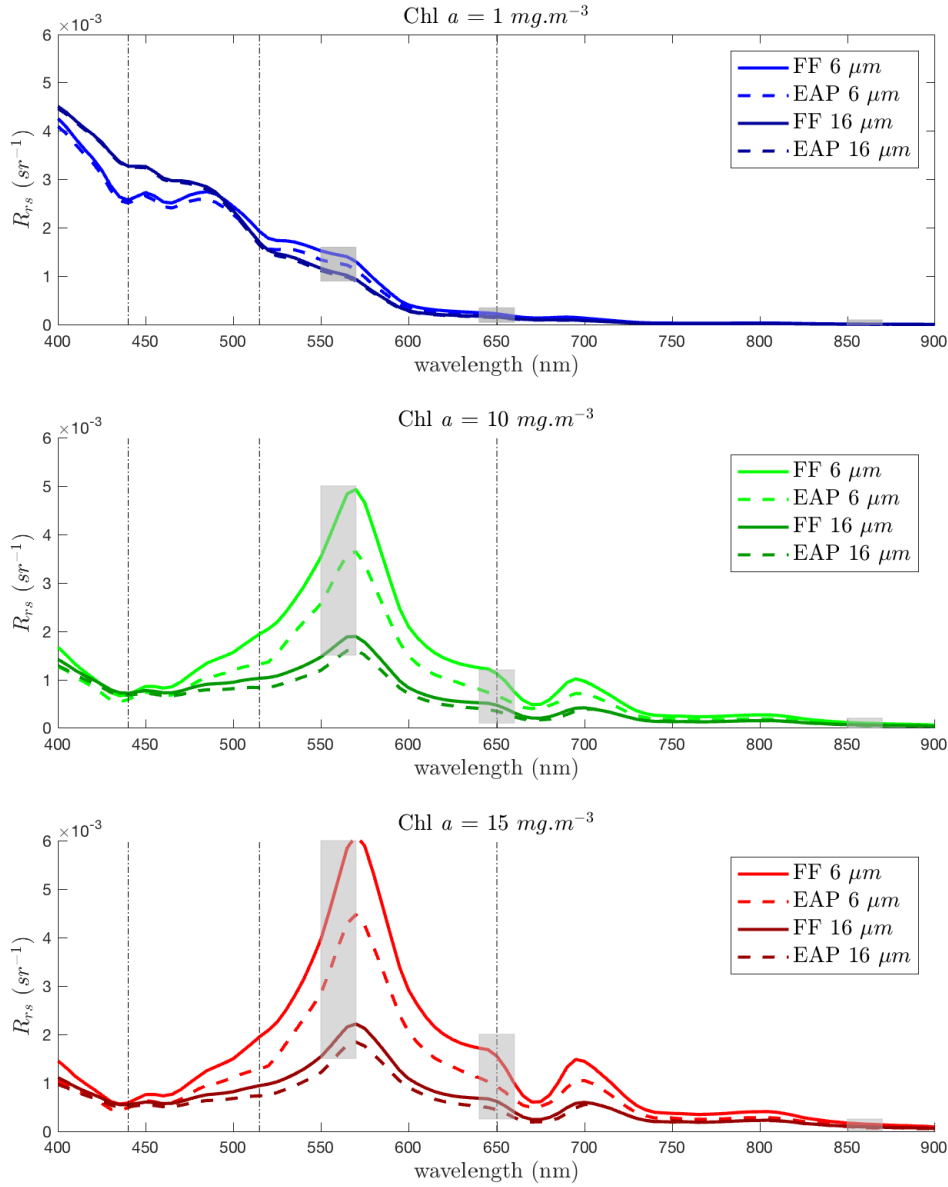 Chl a = 1 mg.m⁻³
×10⁻³
6
5
4
3
2
1
0
R_rs (sr⁻¹)
FF 6 μm
EAP 6 μm
FF 16 μm
EAP 16 μm
400 450 500 550 600 650 700 750 800 850 900
wavelength (nm)
Chl a = 10 mg.m⁻³
×10⁻³
6
5
4
3
2
1
0
R_rs (sr⁻¹)
FF 6 μm
EAP 6 μm
FF 16 μm
EAP 16 μm
400 450 500 550 600 650 700 750 800 850 900
wavelength (nm)
Chl a = 15 mg.m⁻³
×10⁻³
6
5
4
3
2
1
0
R_rs (sr⁻¹)
FF 6 μm
EAP 6 μm
FF 16 μm
EAP 16 μm
400 450 500 550 600 650 700 750 800 850 900
wavelength (nm)